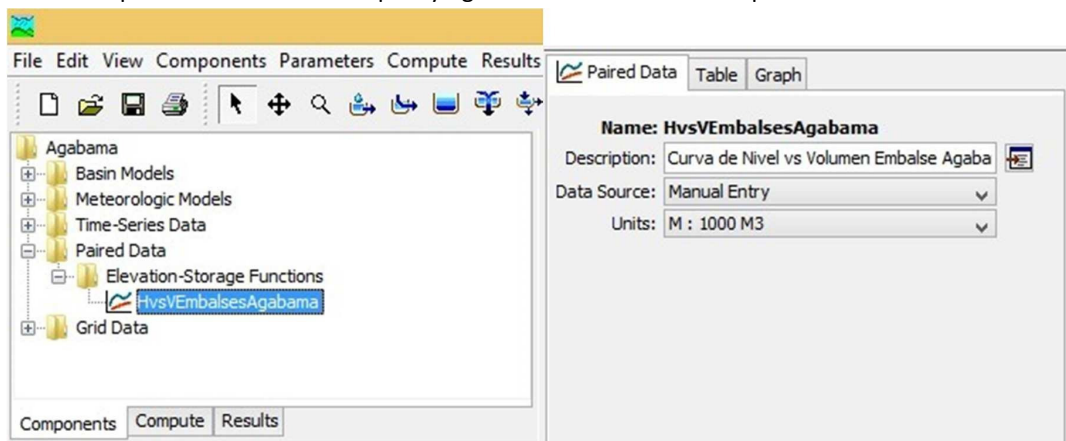 File Edit View Components Parameters Compute Results
Agabama
Basin Models
Meteorologic Models
Time-Series Data
Paired Data
Elevation-Storage Functions
HvsVEmbalsesAgabama
Grid Data
Components Compute Results
Paired Data Table Graph
Name: HvsVEmbalsesAgabama
Description: Curva de Nivel vs Volumen Embalse Agaba
Data Source: Manual Entry
Units: M : 1000 M3